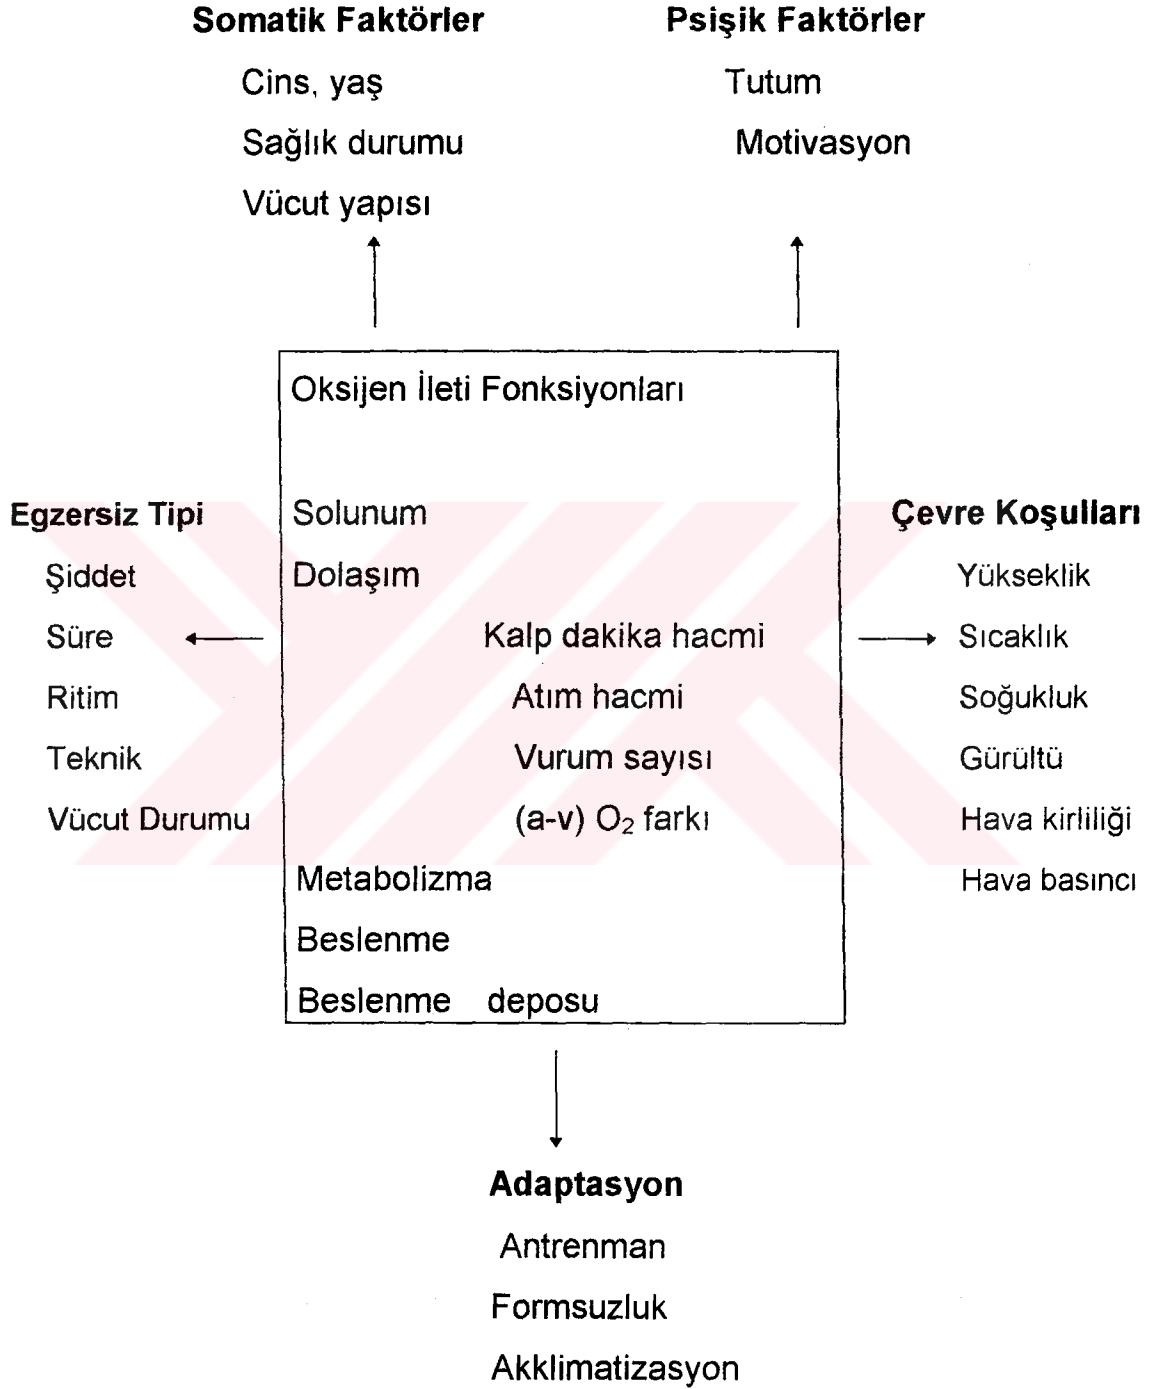 Somatik Faktörler
Cins, yaş
Sağlık durumu
Vücut yapısı
Psişik Faktörler
Tutum
Motivasyon
Egzersiz Tipi
Şiddet
Süre
Ritim
Teknik
Vücut Durumu
Oksijen İleti Fonksiyonları
Solunum
Dolaşım
Kalp dakika hacmi
Atım hacmi
Vurum sayısı
(a-v) O₂ farkı
Metabolizma
Beslenme
Beslenme deposu
Çevre Koşulları
Yükseklik
Sıcaklık
Soğukluk
Gürültü
Hava kirliliği
Hava basıncı
Adaptasyon
Antrenman
Formsuzluk
Akklimatizasyon